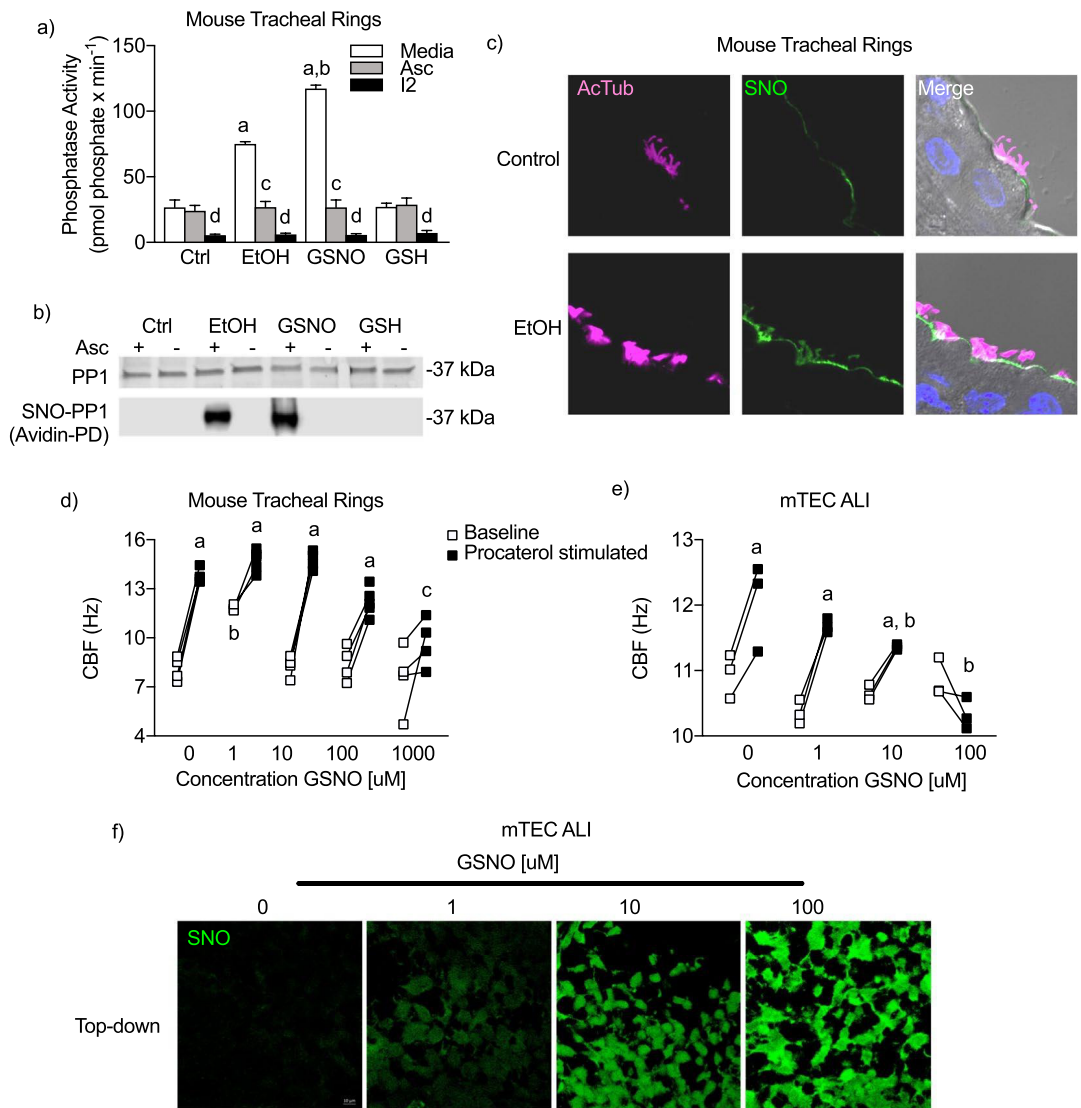 a)
Mouse Tracheal Rings
Phosphatase Activity
(pmol phosphate x min-1)
150
100
50
0
Media
Asc
I2
a
a,b
c
c
d
d
d
d
Ctrl
EtOH
GSNO
GSH
b)
Ctrl EtOH GSNO GSH
Asc + - + - + - + -
PP1 -37 kDa
SNO-PP1
(Avidin-PD)
-37 kDa
c)
Mouse Tracheal Rings
AcTub
SNO
Merge
Control
EtOH
d)
Mouse Tracheal Rings
CBF (Hz)
16
13
10
7
4
a
a
a
a
c
b
Baseline
Procaterol stimulated
0 1 10 100 1000
Concentration GSNO [uM]
e)
mTEC ALI
CBF (Hz)
13
12
11
10
a
a
a, b
b
0 1 10 100
Concentration GSNO [uM]
f)
mTEC ALI
GSNO [uM]
0 1 10 100
SNO
Top-down